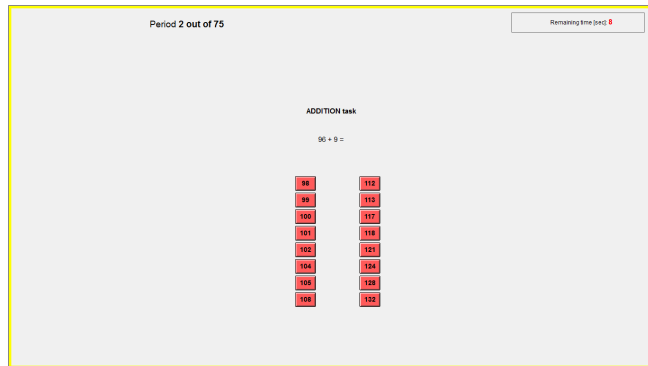 Period 2 out of 75
Remaining time [sec]: 8
ADDITION task
96 + 9 =
98 112
99 113
100 117
101 118
102 121
104 124
105 128
108 132